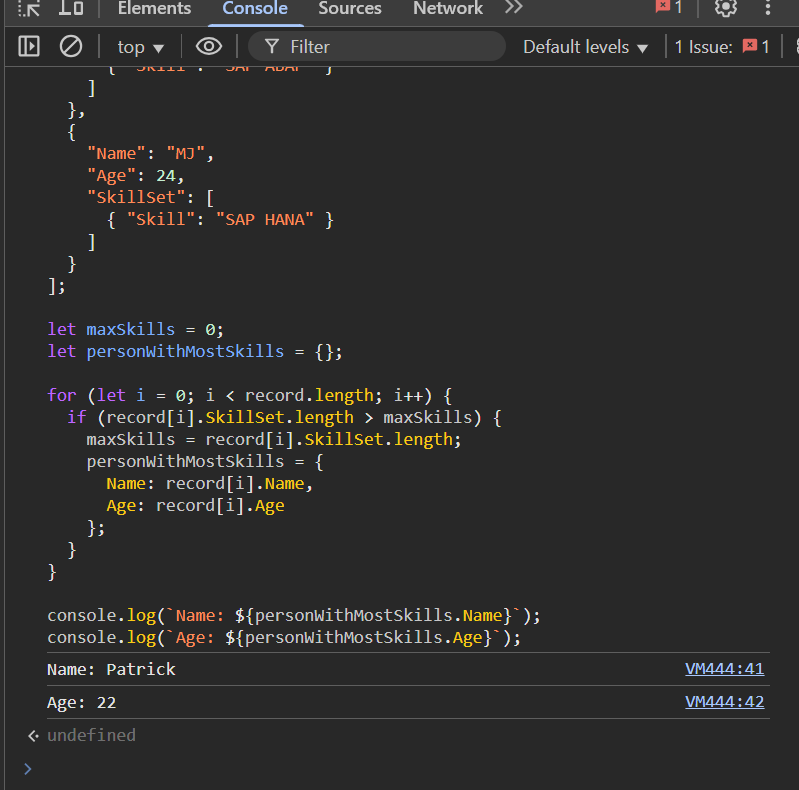 Elements Console Sources Network 1
top Filter Default levels 1 Issue: 1
{ "Skill": "SAP ABAP" }
]
},
{
"Name": "MJ",
"Age": 24,
"SkillSet": [
{ "Skill": "SAP HANA" }
]
}
];
let maxSkills = 0;
let personWithMostSkills = {};
for (let i = 0; i < record.length; i++) {
if (record[i].SkillSet.length > maxSkills) {
maxSkills = record[i].SkillSet.length;
personWithMostSkills = {
Name: record[i].Name,
Age: record[i].Age
};
}
}
console.log(`Name: ${personWithMostSkills.Name}`);
console.log(`Age: ${personWithMostSkills.Age}`);
Name: Patrick VM444:41
Age: 22 VM444:42
undefined